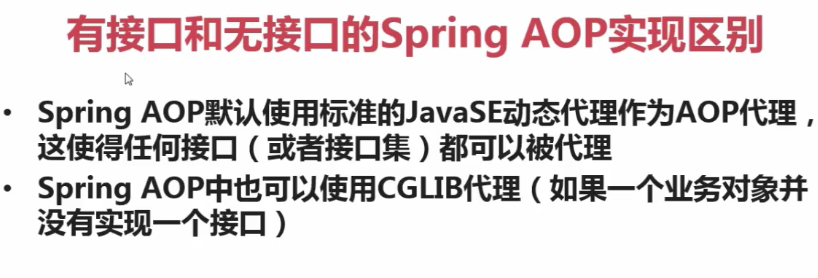 有接口和无接口的Spring AOP实现区别
• Spring AOP默认使用标准的JavaSE动态代理作为AOP代理，
这使得任何接口（或者接口集）都可以被代理
• Spring AOP中也可以使用CGLIB代理（如果一个业务对象并
没有实现一个接口）